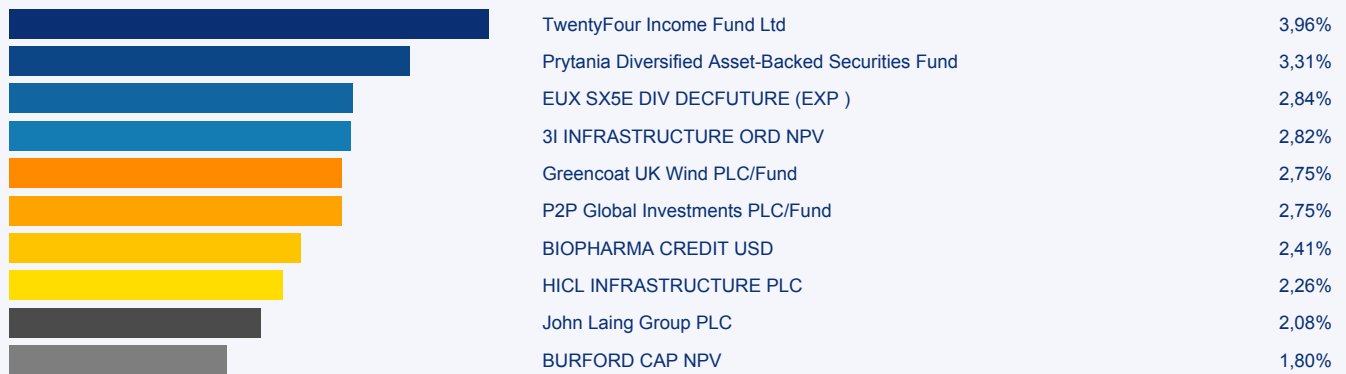 TwentyFour Income Fund Ltd 3,96%
Prytania Diversified Asset-Backed Securities Fund 3,31%
EUX SX5E DIV DECFUTURE (EXP ) 2,84%
3I INFRASTRUCTURE ORD NPV 2,82%
Greencoat UK Wind PLC/Fund 2,75%
P2P Global Investments PLC/Fund 2,75%
BIOPHARMA CREDIT USD 2,41%
HICL INFRASTRUCTURE PLC 2,26%
John Laing Group PLC 2,08%
BURFORD CAP NPV 1,80%